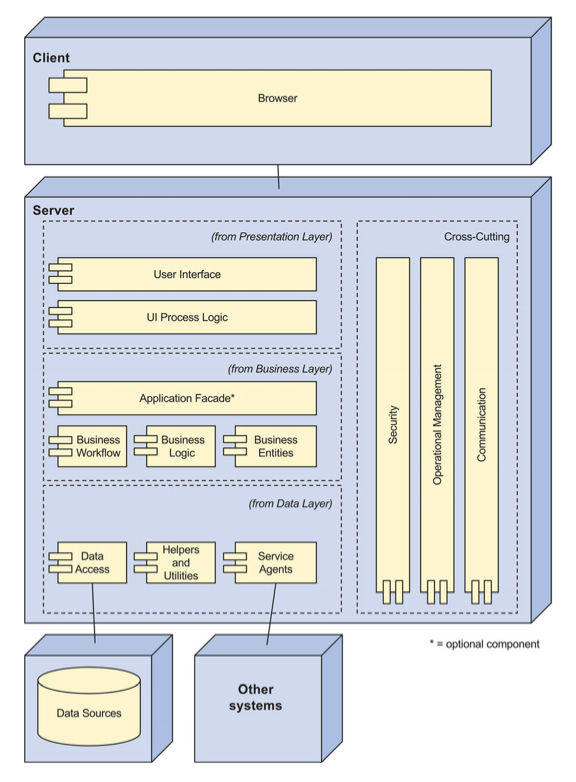 Client
Browser
Server
(from Presentation Layer)
User Interface
UI Process Logic
(from Business Layer)
Application Facade*
Business
Workflow
Business
Logic
Business
Entities
(from Data Layer)
Data
Access
Helpers
and
Utilities
Service
Agents
Cross-Cutting
Security
Operational Management
Communication
* = optional component
Data Sources
Other
systems